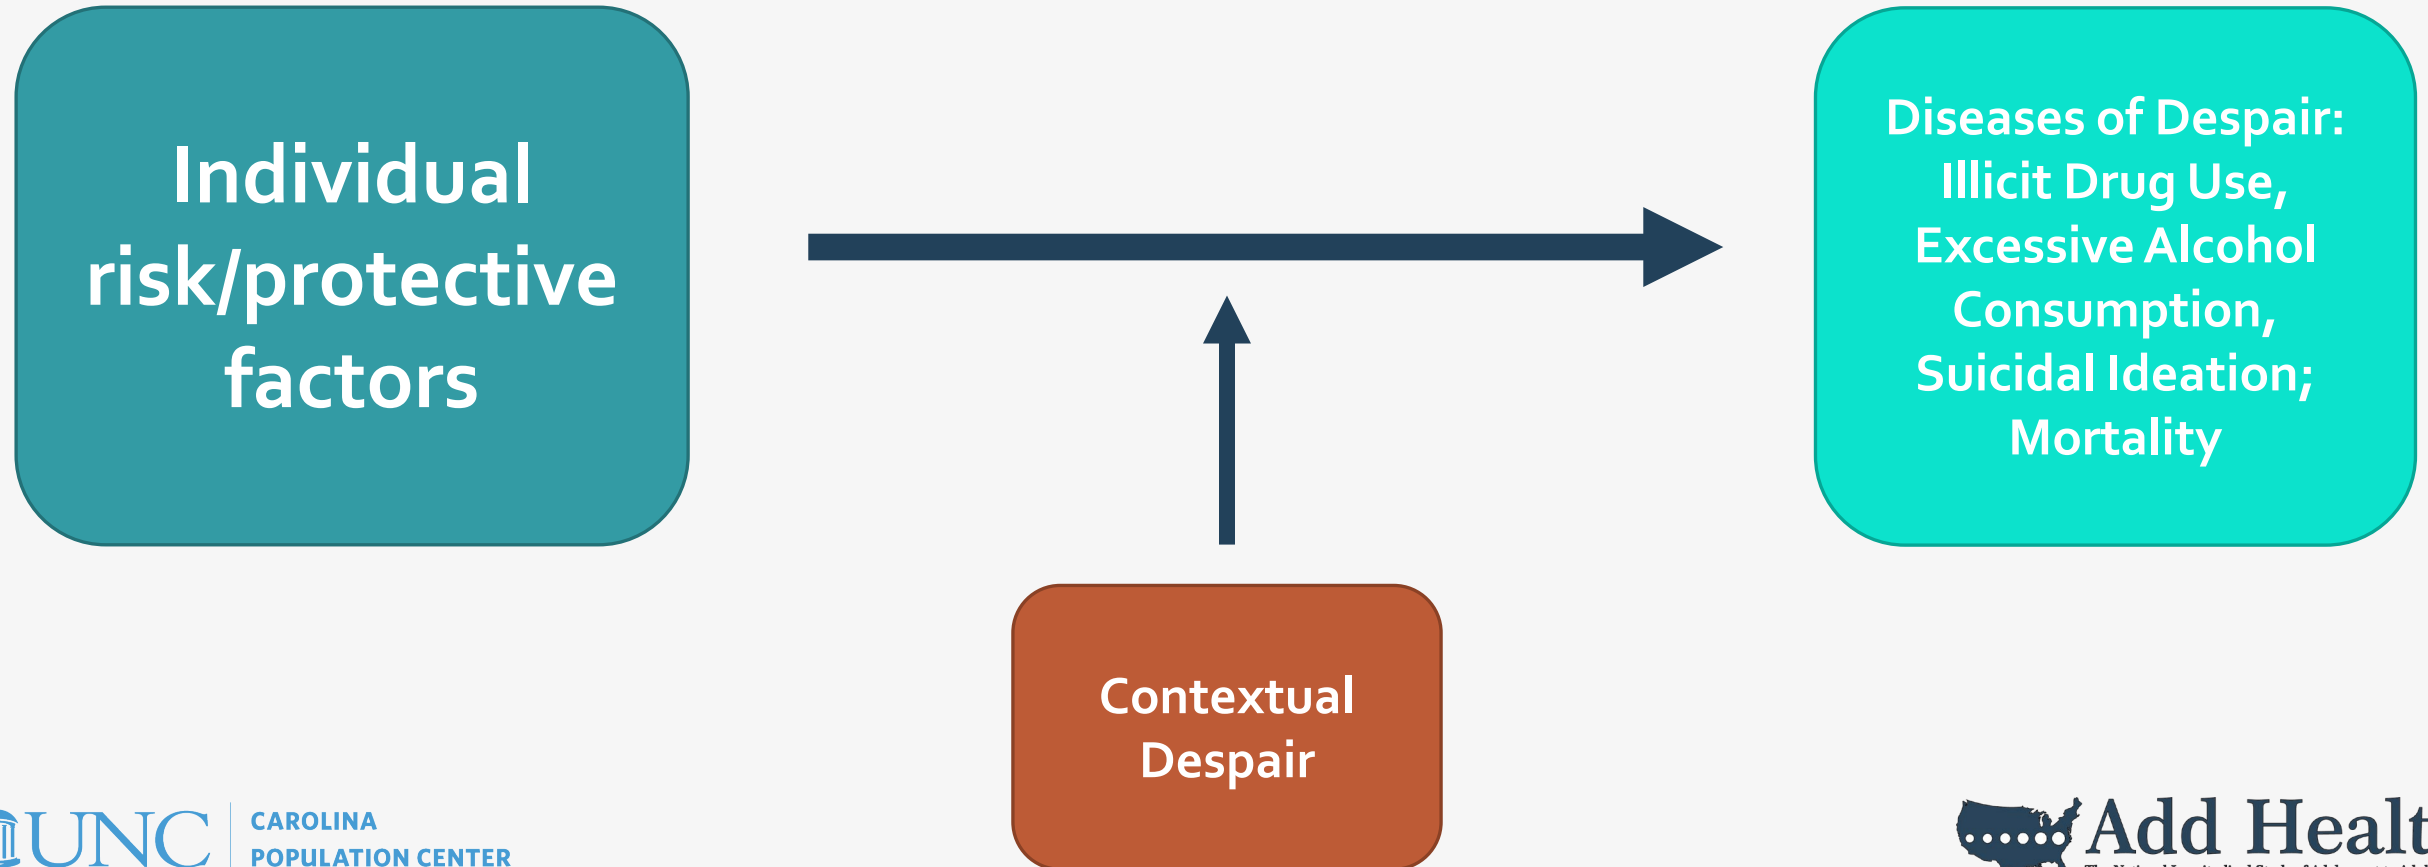 Individual
risk/protective
factors
Diseases of Despair:
Illicit Drug Use,
Excessive Alcohol
Consumption,
Suicidal Ideation;
Mortality
Contextual
Despair
UNC
CAROLINA
POPULATION CENTER
Add Healt